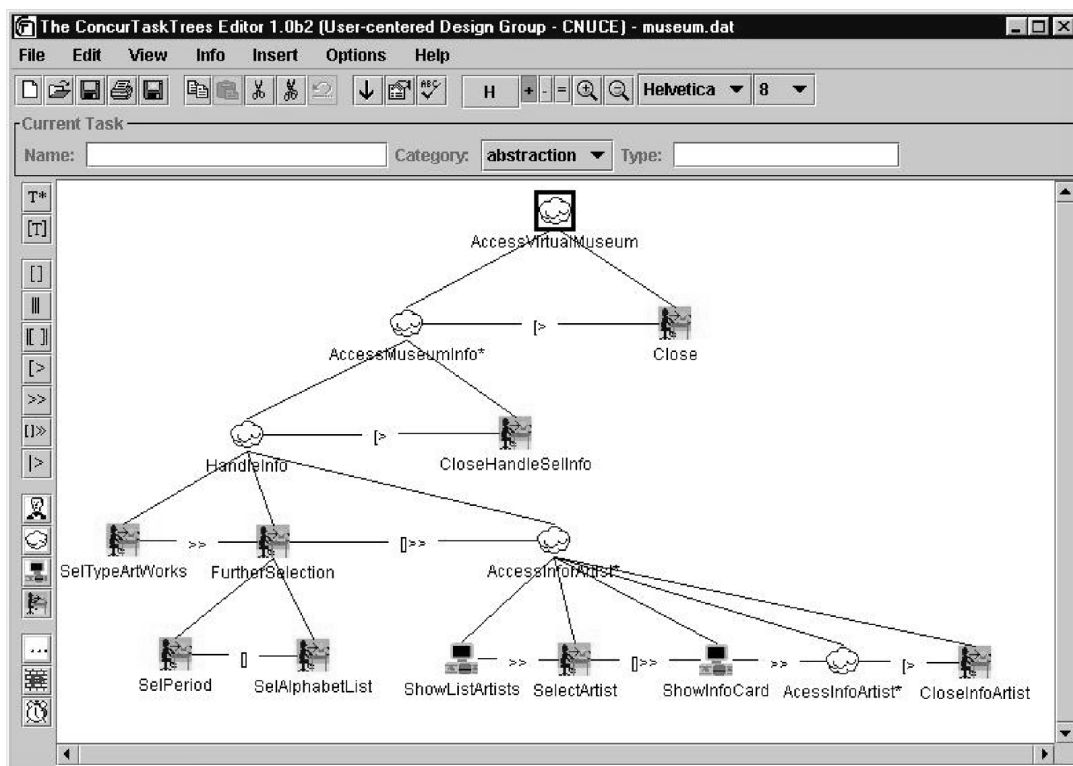 The ConcurTaskTrees Editor 1.0b2 (User-centered Design Group - CNUCE) - museum.dat
File Edit View Info Insert Options Help
ABC H + - = Helvetica 8
Current Task
Name: Category: abstraction Type:
T*
[T]
[]
|||
|[]|
[>
>>
[]>>
|>
...
AccessVirtualMuseum
[>
AccessMuseumInfo* Close
[>
HandleInfo CloseHandleSelInfo
>> []>>
SelTypeArtWorks FurtherSelection AccessInforArtist*
[] >> []>> >> [>
SelPeriod SelAlphabetList ShowListArtists SelectArtist ShowInfoCard AcessInfoArtist* CloseInfoArtist